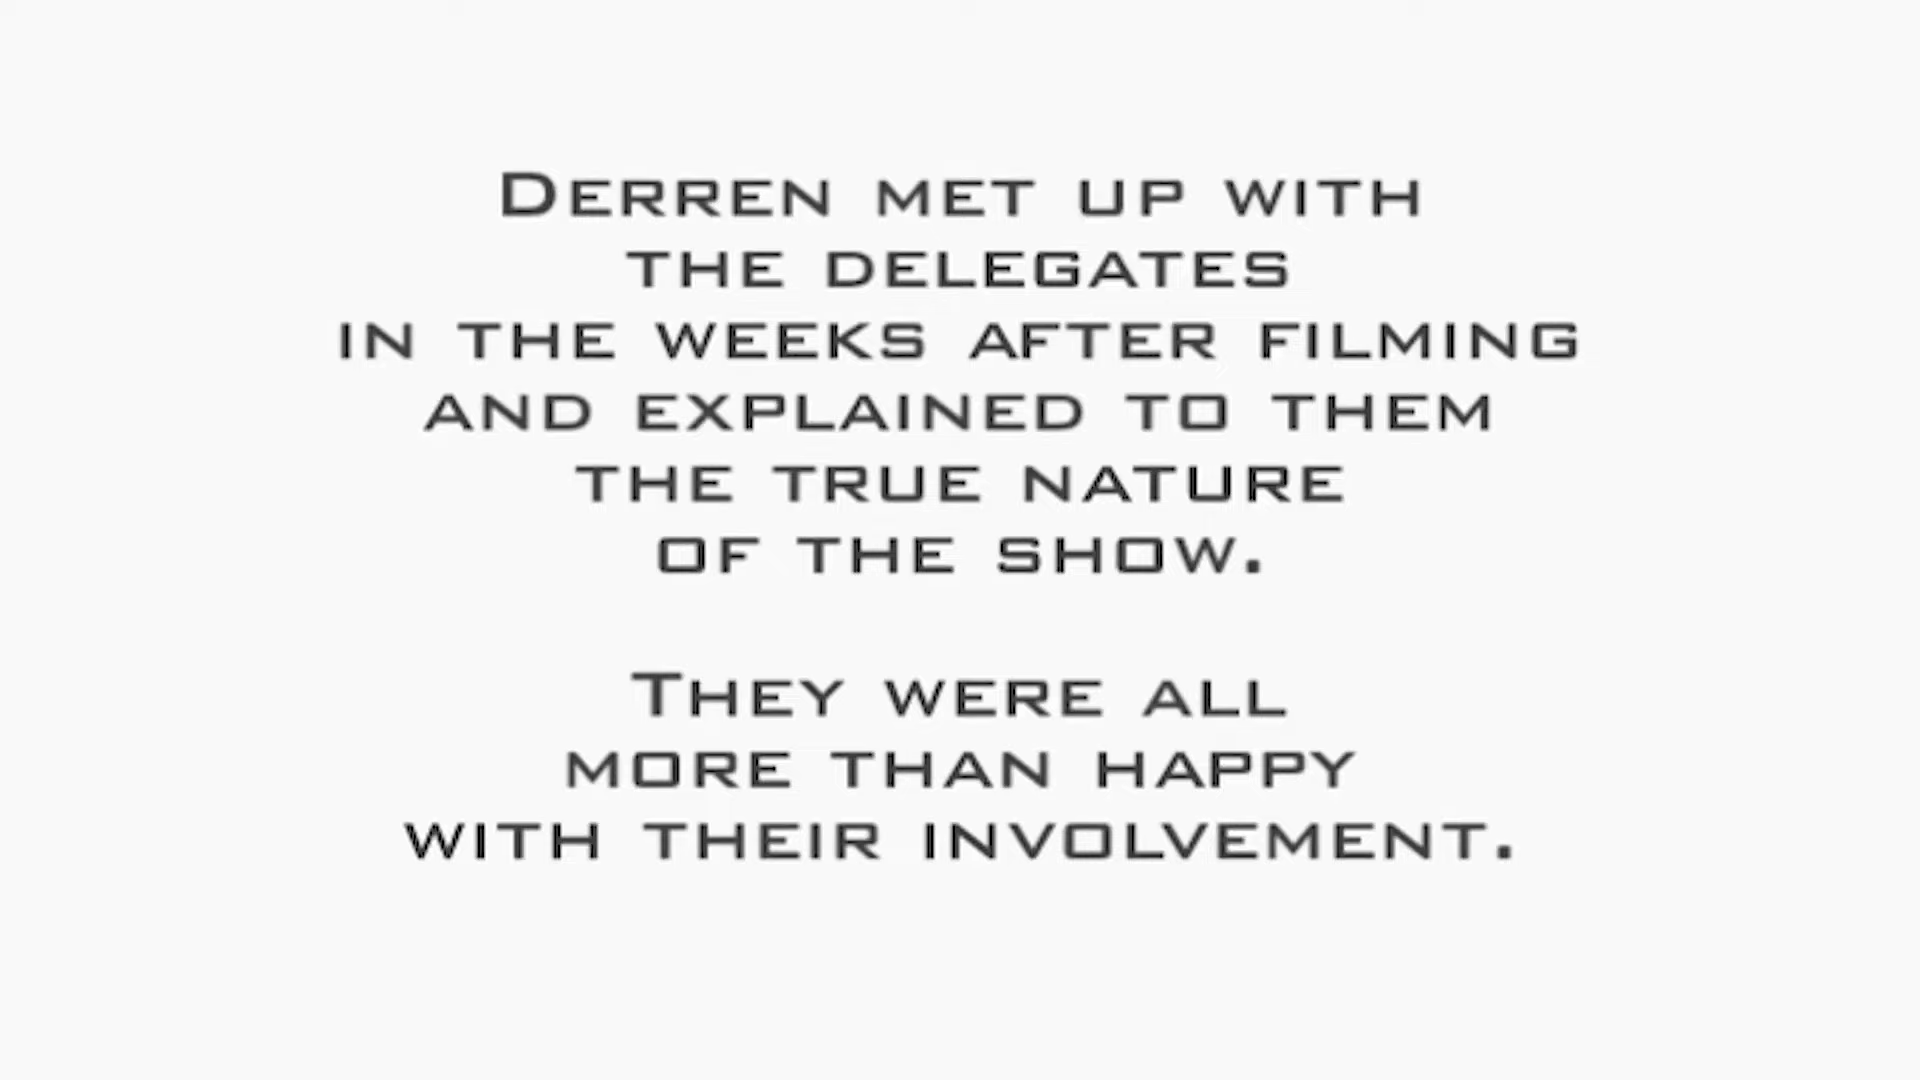 DERREN MET UP WITH
THE DELEGATES
IN THE WEEKS AFTER FILMING
AND EXPLAINED TO THEM
THE TRUE NATURE
OF THE SHOW.
THEY WERE ALL
MORE THAN HAPPY
WITH THEIR INVOLVEMENT.